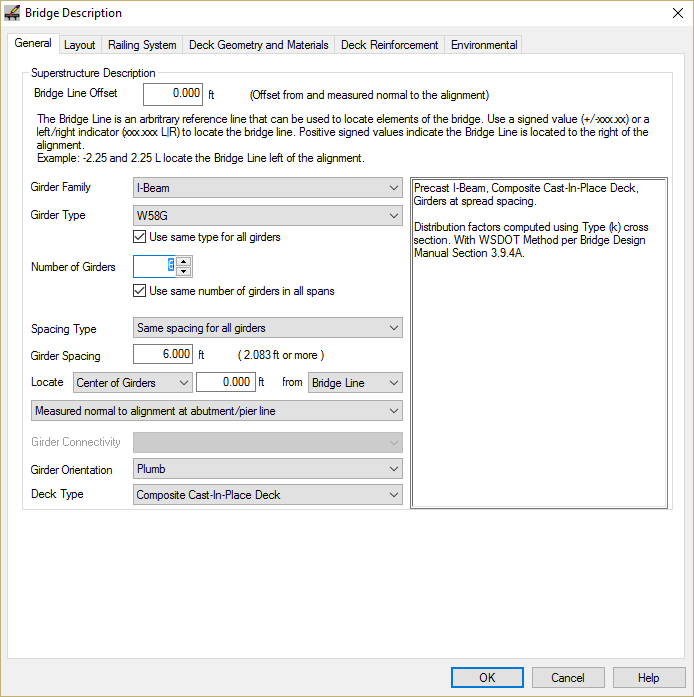 Bridge Description
General Layout Railing System Deck Geometry and Materials Deck Reinforcement Environmental
Superstructure Description
Bridge Line Offset 0.000 ft (Offset from and measured normal to the alignment)
The Bridge Line is an arbritrary reference line that can be used to locate elements of the bridge. Use a signed value (+/-xxx.xx) or a
left/right indicator (xxx.xxx L|R) to locate the bridge line. Positive signed values indicate the Bridge Line is located to the right of the
alignment.
Example: -2.25 and 2.25 L locate the Bridge Line left of the alignment.
Girder Family I-Beam
Girder Type W58G
Use same type for all girders
Number of Girders
Use same number of girders in all spans
Spacing Type Same spacing for all girders
Girder Spacing 6.000 ft ( 2.083 ft or more )
Locate Center of Girders 0.000 ft from Bridge Line
Measured normal to alignment at abutment/pier line
Girder Connectivity
Girder Orientation Plumb
Deck Type Composite Cast-In-Place Deck
Precast I-Beam, Composite Cast-In-Place Deck,
Girders at spread spacing.
Distribution factors computed using Type (k) cross
section. With WSDOT Method per Bridge Design
Manual Section 3.9.4A.
OK Cancel Help